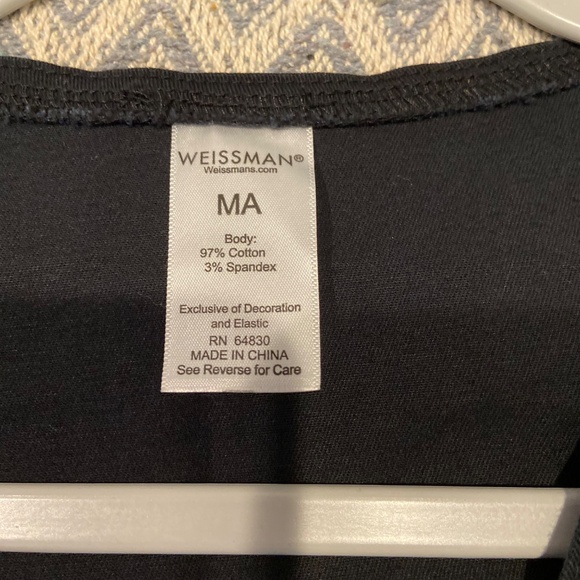 WEISSMAN®
Weissmans.com
MA
Body:
97% Cotton
3% Spandex
Exclusive of Decoration
and Elastic
RN 64830
MADE IN CHINA
See Reverse for Care